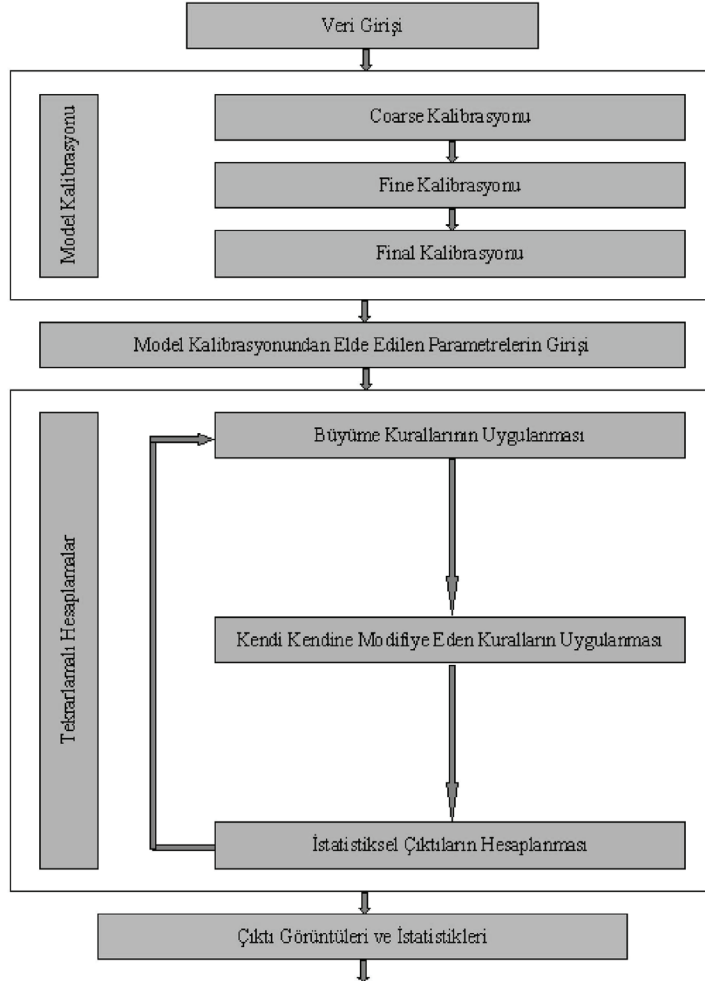 Veri Girişi
Model Kalibrasyonu
Coarse Kalibrasyonu
Fine Kalibrasyonu
Final Kalibrasyonu
Model Kalibrasyonundan Elde Edilen Parametrelerin Girişi
Tekrarlamalı Hesaplamalar
Büyüme Kurallarının Uygulanması
Kendi Kendine Modifiye Eden Kuralların Uygulanması
İstatistiksel Çıktıların Hesaplanması
Çıktı Görüntüleri ve İstatistikleri